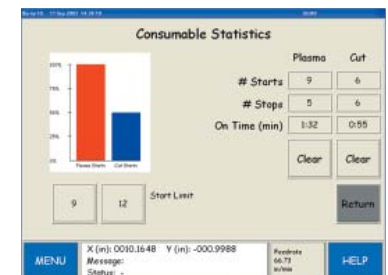 Consumable Statistics
Plasma Cut
100%
75%
50%
25%
0%
Plasma Starts Cut Starts
# Starts 9 6
# Stops 5 6
On Time (min) 1:32 0:55
Clear Clear
9 12 Start Limit
Return
MENU
X (in): 0010.1648 Y (in): -000.9988
Message:
Status: -
Feedrate
66.73
in/min
HELP